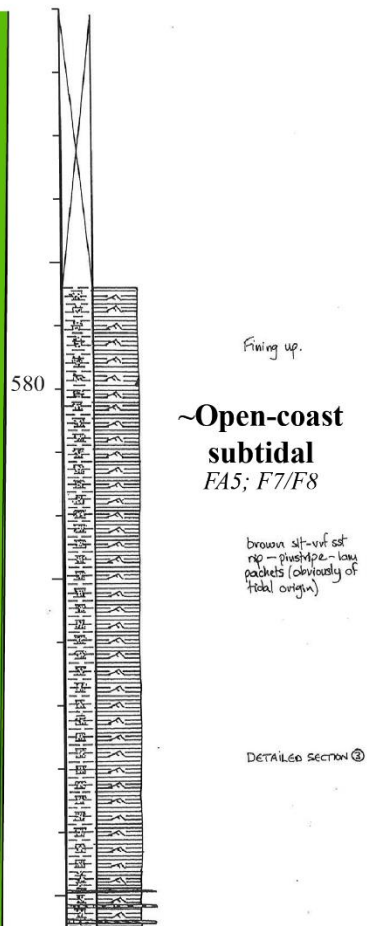 Fining up.
580
~Open-coast
subtidal
FA5; F7/F8
brown slt-vvf sst
rip – pinstripe – lam
packets (obviously of
tidal origin)
DETAILED SECTION ③